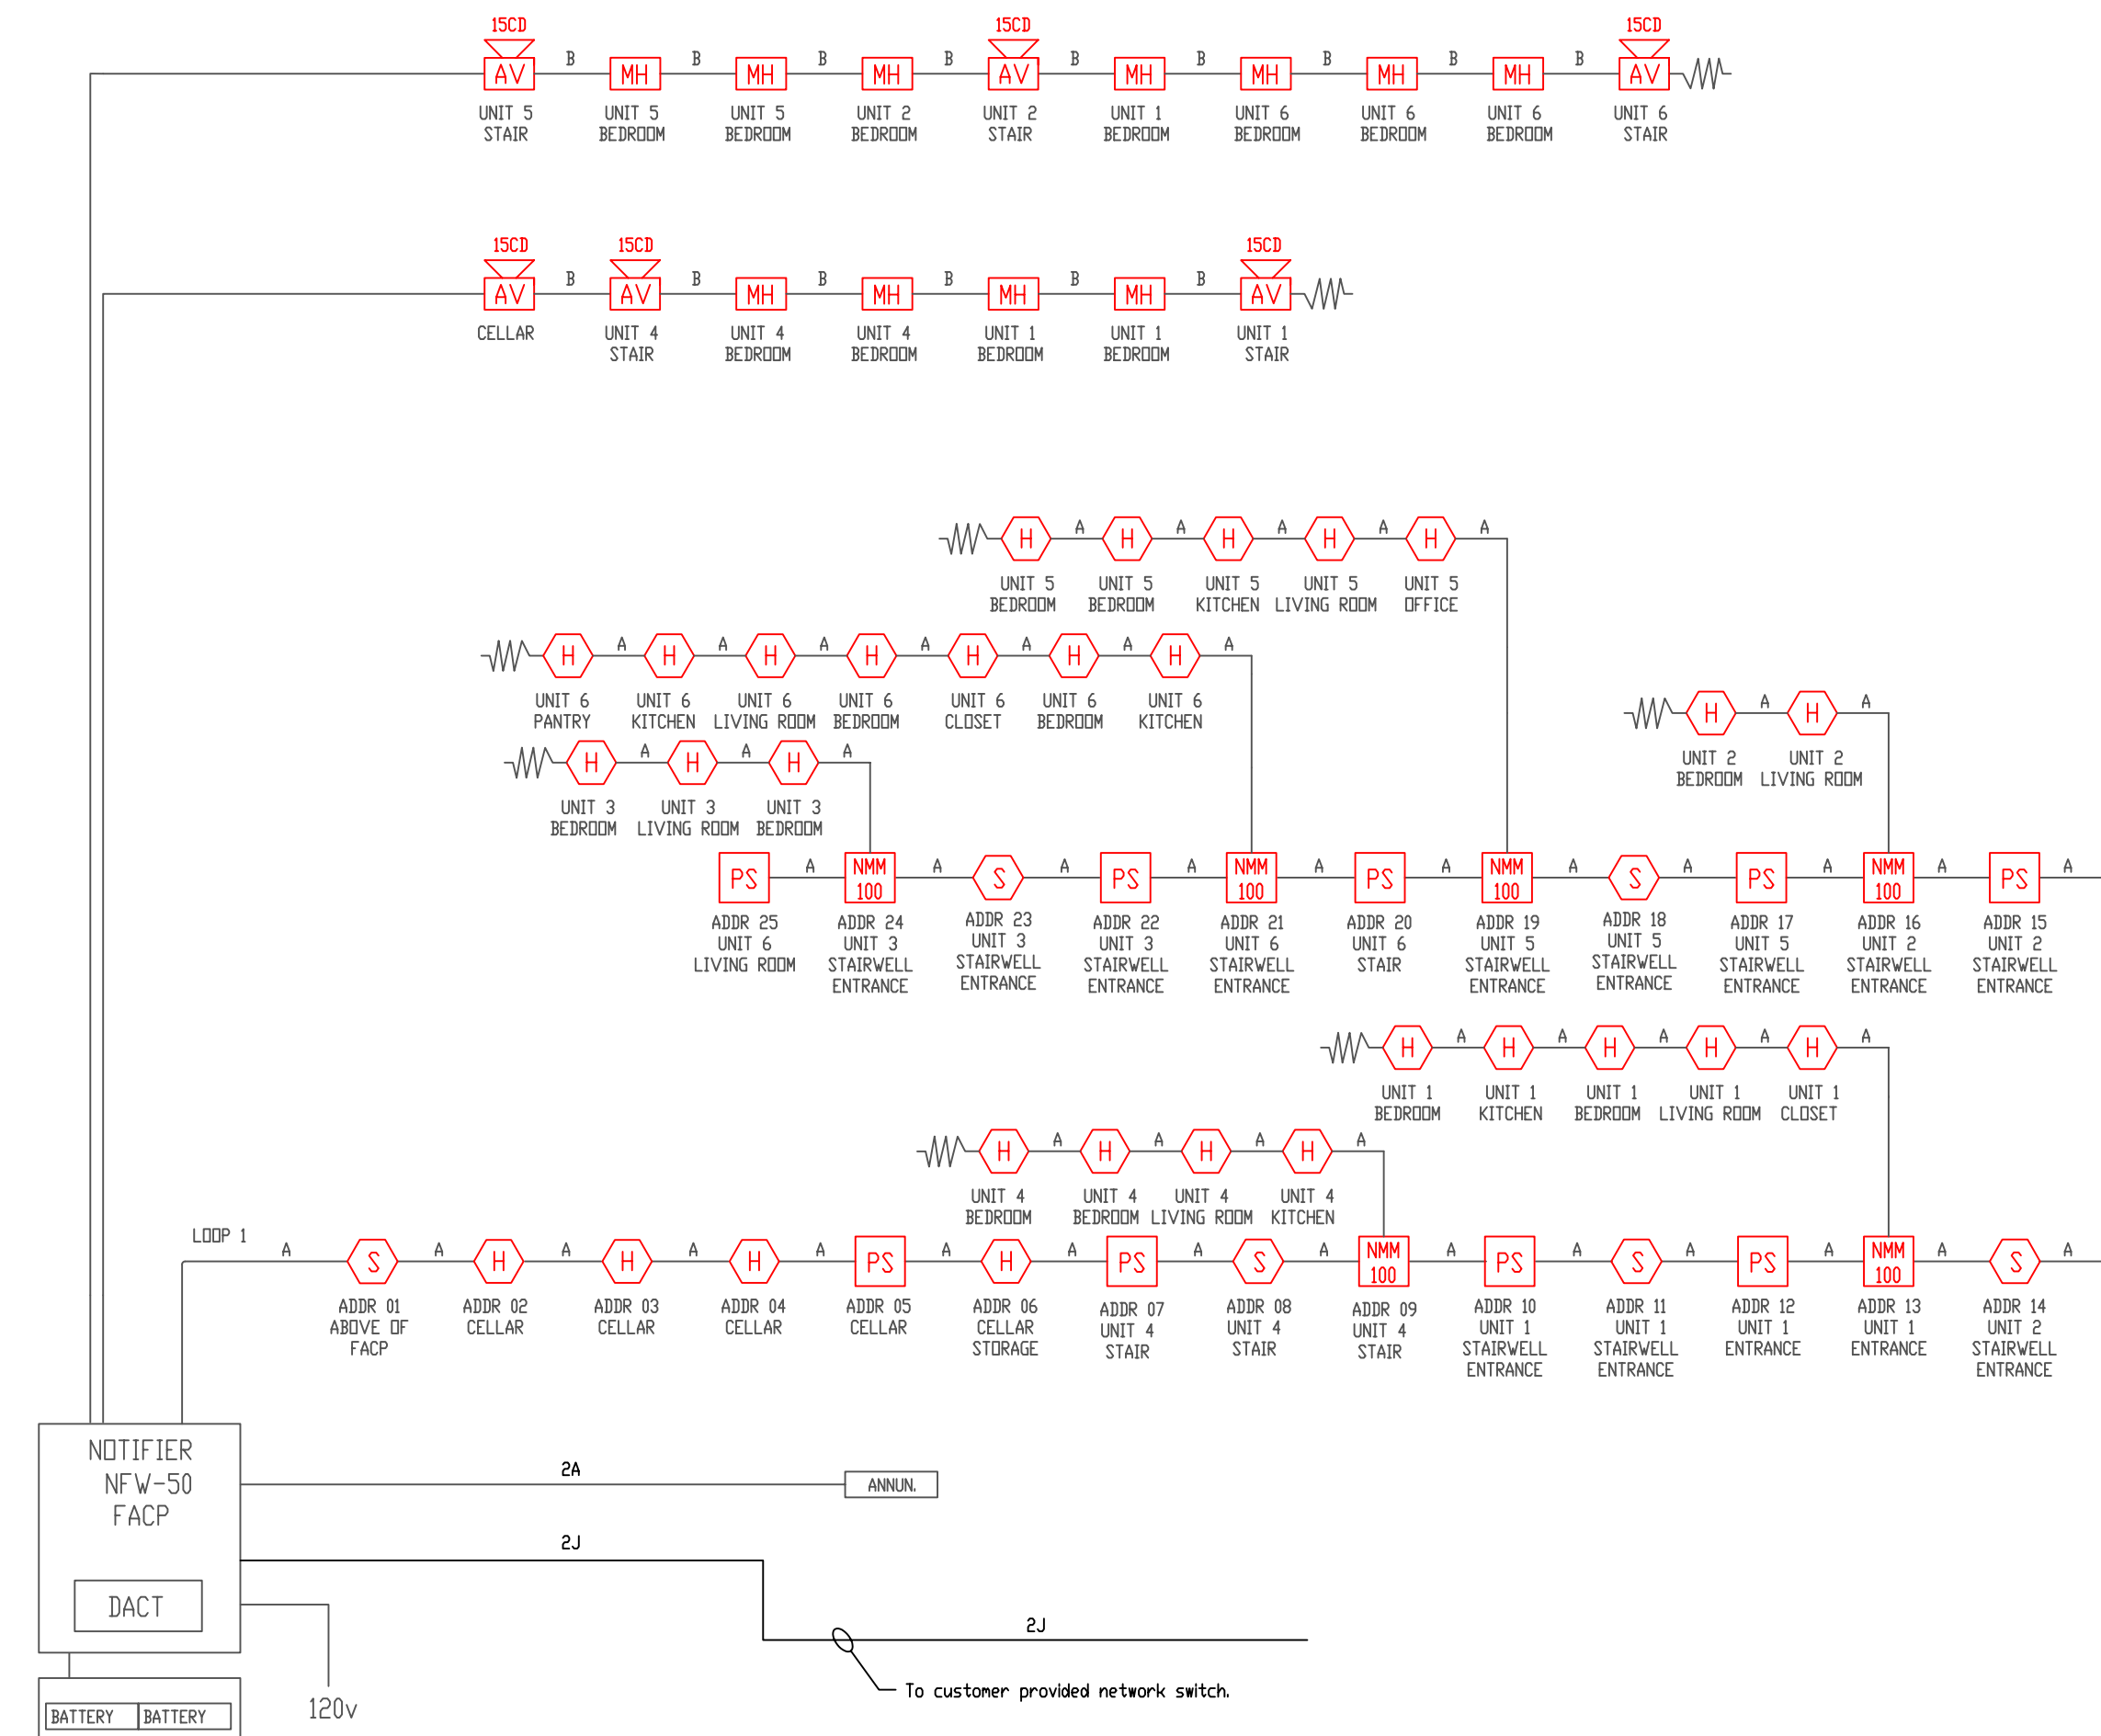 15CD 15CD 15CD
B B B B B B B B B
AV MH MH MH AV MH MH MH MH AV
UNIT 5 UNIT 5 UNIT 5 UNIT 2 UNIT 2 UNIT 1 UNIT 6 UNIT 6 UNIT 6 UNIT 6
STAIR BEDROOM BEDROOM BEDROOM STAIR BEDROOM BEDROOM BEDROOM BEDROOM STAIR
15CD 15CD 15CD
B B B B B B
AV AV MH MH MH MH AV
CELLAR UNIT 4 UNIT 4 UNIT 4 UNIT 1 UNIT 1 UNIT 1
STAIR BEDROOM BEDROOM BEDROOM BEDROOM STAIR
A A A A A
H H H H H
UNIT 5 UNIT 5 UNIT 5 UNIT 5 UNIT 5
BEDROOM BEDROOM KITCHEN LIVING ROOM OFFICE
A A A A A A A
H H H H H H H
UNIT 6 UNIT 6 UNIT 6 UNIT 6 UNIT 6 UNIT 6 UNIT 6
PANTRY KITCHEN LIVING ROOM BEDROOM CLOSET BEDROOM KITCHEN
A A
H H
UNIT 2 UNIT 2
BEDROOM LIVING ROOM
A A A
H H H
UNIT 3 UNIT 3 UNIT 3
BEDROOM LIVING ROOM BEDROOM
A A A A A A A A A A A
PS NMM 100 S PS NMM 100 PS NMM 100 S PS NMM 100 PS
ADDR 25 ADDR 24 ADDR 23 ADDR 22 ADDR 21 ADDR 20 ADDR 19 ADDR 18 ADDR 17 ADDR 16 ADDR 15
UNIT 6 UNIT 3 UNIT 3 UNIT 3 UNIT 6 UNIT 6 UNIT 5 UNIT 5 UNIT 5 UNIT 2 UNIT 2
LIVING ROOM STAIRWELL STAIRWELL STAIRWELL STAIRWELL STAIR STAIRWELL STAIRWELL STAIRWELL STAIRWELL STAIRWELL
ENTRANCE ENTRANCE ENTRANCE ENTRANCE ENTRANCE ENTRANCE ENTRANCE ENTRANCE ENTRANCE
A A A A A
H H H H H
UNIT 1 UNIT 1 UNIT 1 UNIT 1 UNIT 1
BEDROOM KITCHEN BEDROOM LIVING ROOM CLOSET
A A A A
H H H H
UNIT 4 UNIT 4 UNIT 4 UNIT 4
BEDROOM BEDROOM LIVING ROOM KITCHEN
LOOP 1
A A A A A A A A A A A A A A A
S H H H PS H PS S NMM 100 PS S PS NMM 100 S
ADDR 01 ADDR 02 ADDR 03 ADDR 04 ADDR 05 ADDR 06 ADDR 07 ADDR 08 ADDR 09 ADDR 10 ADDR 11 ADDR 12 ADDR 13 ADDR 14
ABOVE OF CELLAR CELLAR CELLAR CELLAR CELLAR UNIT 4 UNIT 4 UNIT 4 UNIT 1 UNIT 1 UNIT 1 UNIT 1 UNIT 2
FACP STORAGE STAIR STAIR STAIR STAIRWELL STAIRWELL ENTRANCE ENTRANCE STAIRWELL
ENTRANCE ENTRANCE ENTRANCE
NOTIFIER
NFW-50
FACP
2A
ANNUN.
2J
DACT
2J
To customer provided network switch.
120v
BATTERY BATTERY